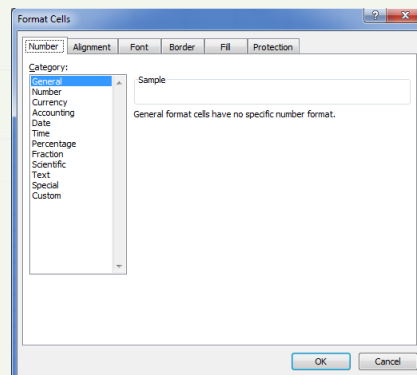 Format Cells
Number Alignment Font Border Fill Protection
Category:
General
Number
Currency
Accounting
Date
Time
Percentage
Fraction
Scientific
Text
Special
Custom
Sample
General format cells have no specific number format.
OK Cancel